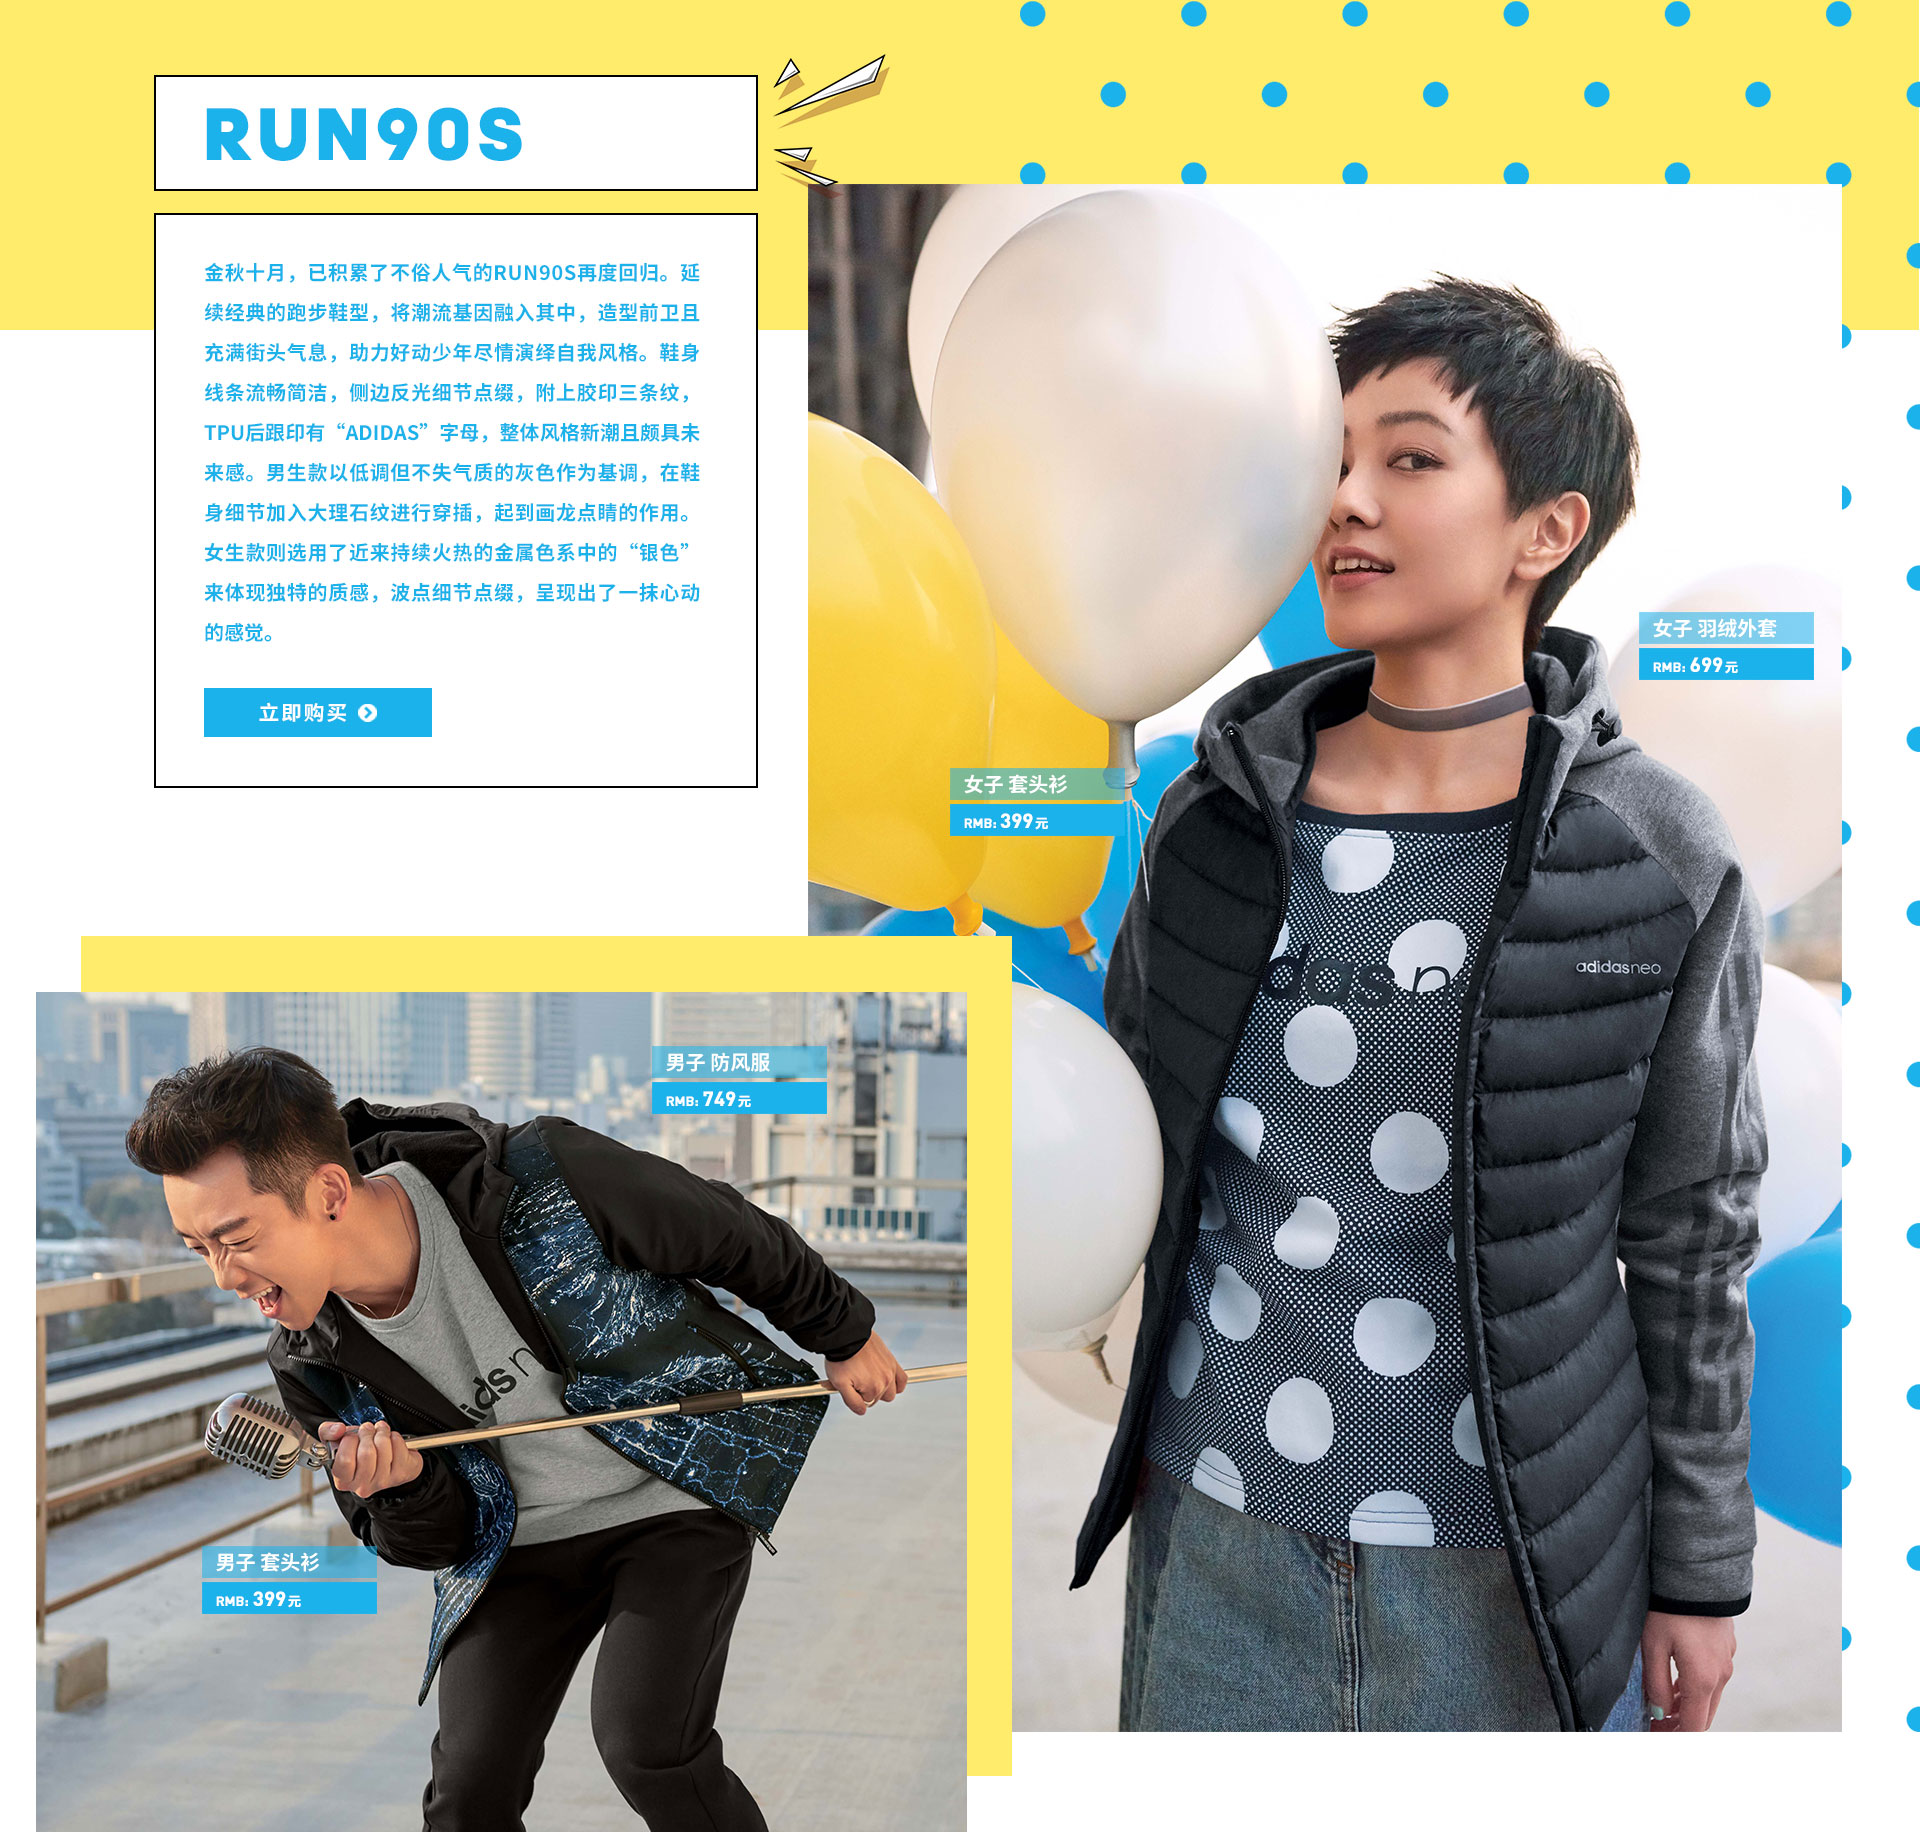 RUN90S
金秋十月，已积累了不俗人气的RUN90S再度回归。延
续经典的跑步鞋型，将潮流基因融入其中，造型前卫且
充满街头气息，助力好动少年尽情演绎自我风格。鞋身
线条流畅简洁，侧边反光细节点缀，附上胶印三条纹，
TPU后跟印有“ADIDAS”字母，整体风格新潮且颇具未
来感。男生款以低调但不失气质的灰色作为基调，在鞋
身细节加入大理石纹进行穿插，起到画龙点睛的作用。
女生款则选用了近来持续火热的金属色系中的“银色”
来体现独特的质感，波点细节点缀，呈现出了一抹心动
的感觉。
立即购买
女子 羽绒外套
RMB: 699元
女子 套头衫
RMB: 399元
adidas neo
didas n
男子 防风服
RMB: 749元
idas n
男子 套头衫
RMB: 399元